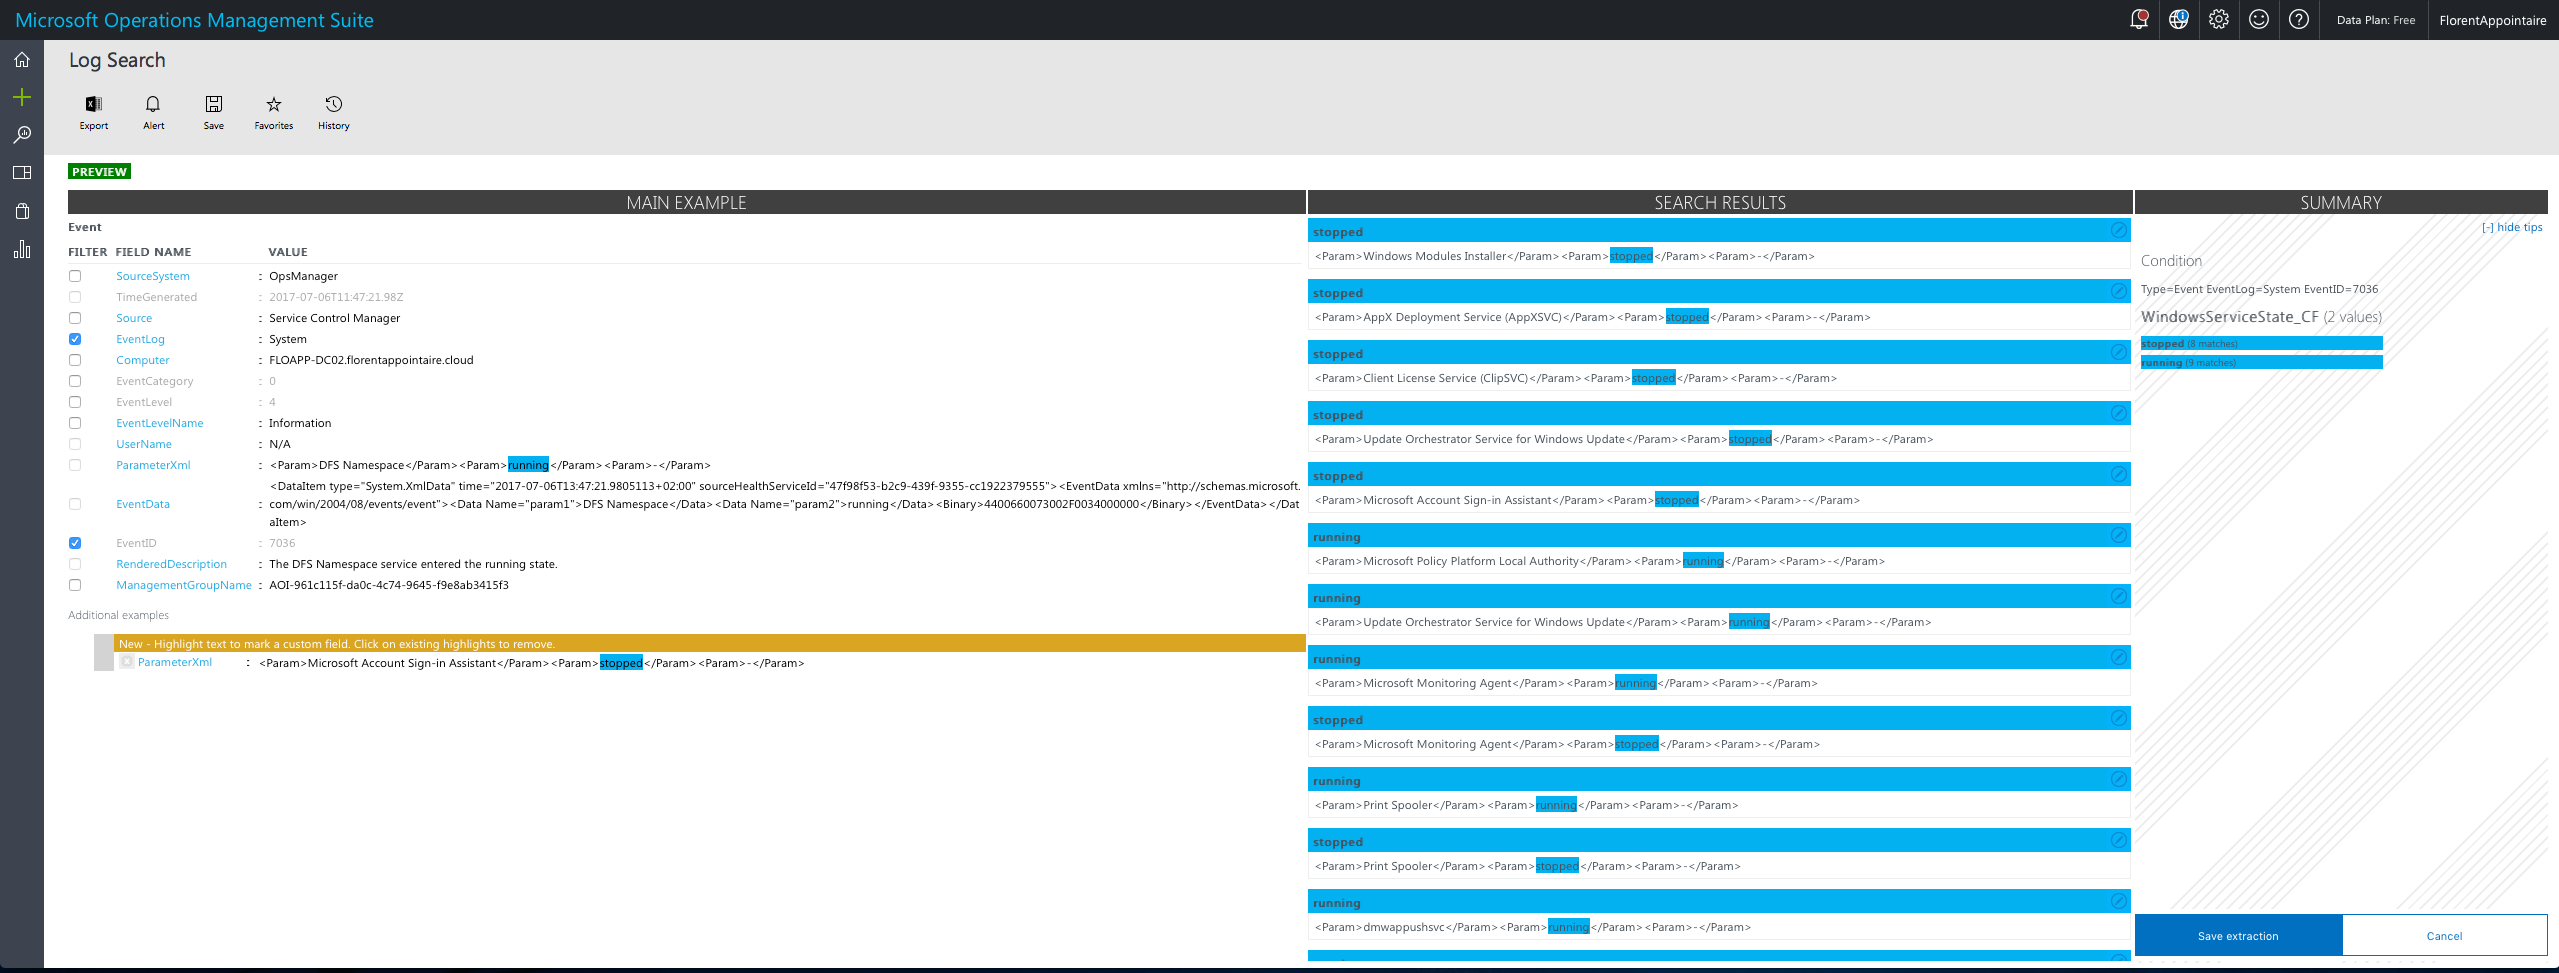 Microsoft Operations Management Suite
Data Plan: Free
FlorentAppointaire
Log Search
Export
Alert
Save
Favorites
History
PREVIEW
MAIN EXAMPLE
Event
FILTER FIELD NAME VALUE
SourceSystem : OpsManager
TimeGenerated : 2017-07-06T11:47:21.98Z
Source : Service Control Manager
EventLog : System
Computer : FLOAPP-DC02.florentappointaire.cloud
EventCategory : 0
EventLevel : 4
EventLevelName : Information
UserName : N/A
ParameterXml : <Param>DFS Namespace</Param><Param>running</Param><Param>-</Param>
<DataItem type="System.XmlData" time="2017-07-06T13:47:21.9805113+02:00" sourceHealthServiceId="47f98f53-b2c9-439f-9355-cc1922379555"><EventData xmlns="http://schemas.microsoft.
EventData : com/win/2004/08/events/event"><Data Name="param1">DFS Namespace</Data><Data Name="param2">running</Data><Binary>4400660073002F0034000000</Binary></EventData></Dat
aItem>
EventID : 7036
RenderedDescription : The DFS Namespace service entered the running state.
ManagementGroupName : AOI-961c115f-da0c-4c74-9645-f9e8ab3415f3
Additional examples
New - Highlight text to mark a custom field. Click on existing highlights to remove.
ParameterXml : <Param>Microsoft Account Sign-in Assistant</Param><Param>stopped</Param><Param>-</Param>
SEARCH RESULTS
stopped
<Param>Windows Modules Installer</Param><Param>stopped</Param><Param>-</Param>
stopped
<Param>AppX Deployment Service (AppXSVC)</Param><Param>stopped</Param><Param>-</Param>
stopped
<Param>Client License Service (ClipSVC)</Param><Param>stopped</Param><Param>-</Param>
stopped
<Param>Update Orchestrator Service for Windows Update</Param><Param>stopped</Param><Param>-</Param>
stopped
<Param>Microsoft Account Sign-in Assistant</Param><Param>stopped</Param><Param>-</Param>
running
<Param>Microsoft Policy Platform Local Authority</Param><Param>running</Param><Param>-</Param>
running
<Param>Update Orchestrator Service for Windows Update</Param><Param>running</Param><Param>-</Param>
running
<Param>Microsoft Monitoring Agent</Param><Param>running</Param><Param>-</Param>
stopped
<Param>Microsoft Monitoring Agent</Param><Param>stopped</Param><Param>-</Param>
running
<Param>Print Spooler</Param><Param>running</Param><Param>-</Param>
stopped
<Param>Print Spooler</Param><Param>stopped</Param><Param>-</Param>
running
<Param>dmwappushsvc</Param><Param>running</Param><Param>-</Param>
SUMMARY
[-] hide tips
Condition
Type=Event EventLog=System EventID=7036
WindowsServiceState_CF (2 values)
stopped (8 matches)
running (9 matches)
Save extraction
Cancel